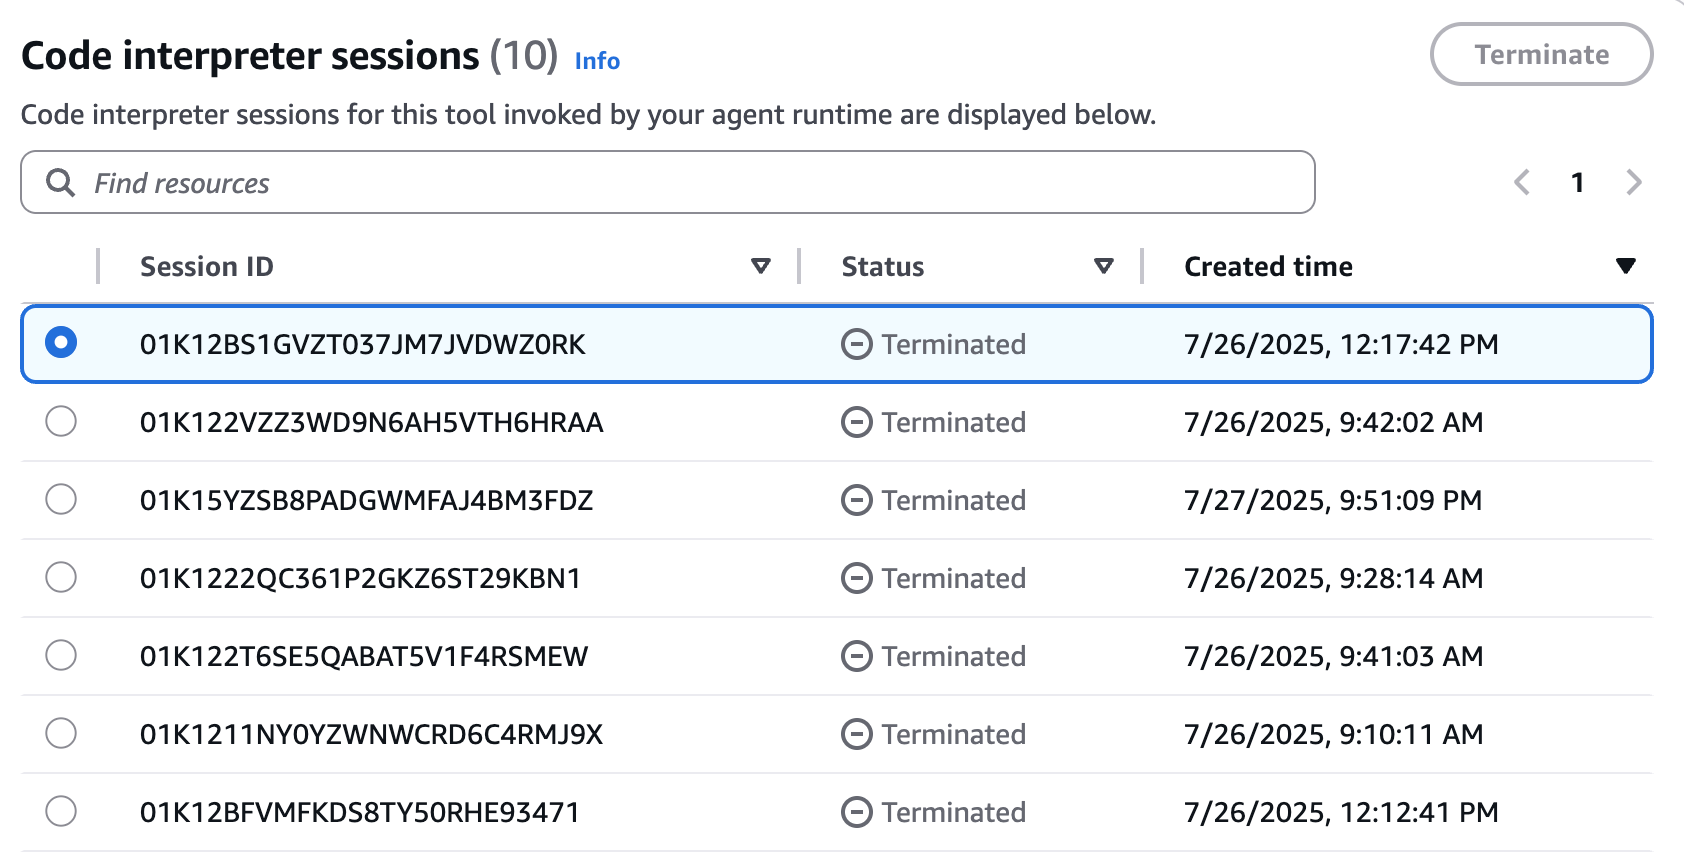 Code interpreter sessions (10) Info
Terminate
Code interpreter sessions for this tool invoked by your agent runtime are displayed below.
Find resources
1
Session ID Status Created time
01K12BS1GVZT037JM7JVDWZ0RK Terminated 7/26/2025, 12:17:42 PM
01K122VZZ3WD9N6AH5VTH6HRAA Terminated 7/26/2025, 9:42:02 AM
01K15YZSB8PADGWMFAJ4BM3FDZ Terminated 7/27/2025, 9:51:09 PM
01K1222QC361P2GKZ6ST29KBN1 Terminated 7/26/2025, 9:28:14 AM
01K122T6SE5QABAT5V1F4RSMEW Terminated 7/26/2025, 9:41:03 AM
01K1211NY0YZWNWCRD6C4RMJ9X Terminated 7/26/2025, 9:10:11 AM
01K12BFVMFKDS8TY50RHE93471 Terminated 7/26/2025, 12:12:41 PM